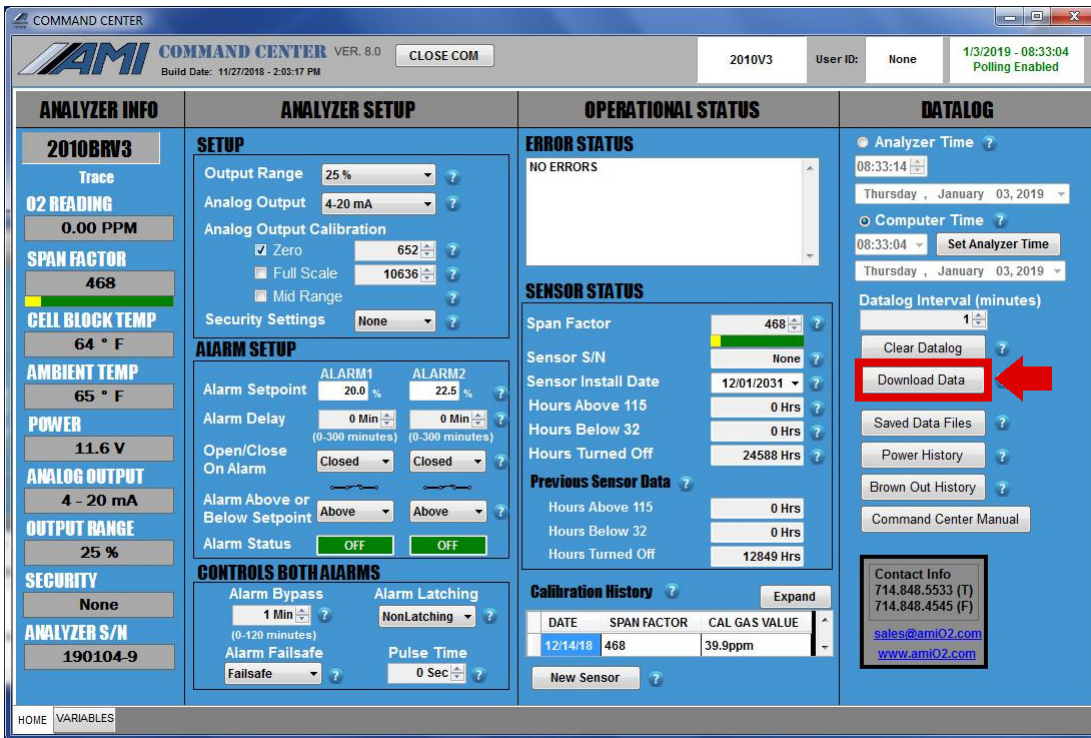 COMMAND CENTER
AMI
COMMAND CENTER VER. 8.0
Build Date: 11/27/2018 - 2:03:17 PM
CLOSE COM
2010V3
User ID:
None
1/3/2019 - 08:33:04
Polling Enabled
ANALYZER INFO
2010BRV3
Trace
O2 READING
0.00 PPM
SPAN FACTOR
468
CELL BLOCK TEMP
64 ° F
AMBIENT TEMP
65 ° F
POWER
11.6 V
ANALOG OUTPUT
4 - 20 mA
OUTPUT RANGE
25 %
SECURITY
None
ANALYZER S/N
190104-9
ANALYZER SETUP
SETUP
Output Range 25 % ?
Analog Output 4-20 mA ?
Analog Output Calibration
Zero 652 ?
Full Scale 10636 ?
Mid Range ?
Security Settings None ?
ALARM SETUP
ALARM1 ALARM2
Alarm Setpoint 20.0 % 22.5 % ?
Alarm Delay 0 Min 0 Min ?
(0-300 minutes) (0-300 minutes)
Open/Close
On Alarm Closed Closed ?
Alarm Above or
Below Setpoint Above Above ?
Alarm Status OFF OFF
CONTROLS BOTH ALARMS
Alarm Bypass Alarm Latching
1 Min ? NonLatching ?
(0-120 minutes)
Alarm Failsafe Pulse Time
Failsafe ? 0 Sec ?
OPERATIONAL STATUS
ERROR STATUS
NO ERRORS
SENSOR STATUS
Span Factor 468 ?
Sensor S/N None ?
Sensor Install Date 12/01/2031 ?
Hours Above 115 0 Hrs ?
Hours Below 32 0 Hrs ?
Hours Turned Off 24588 Hrs ?
Previous Sensor Data ?
Hours Above 115 0 Hrs
Hours Below 32 0 Hrs
Hours Turned Off 12849 Hrs
Calibration History ? Expand
DATE SPAN FACTOR CAL GAS VALUE
12/14/18 468 39.9ppm
New Sensor ?
DATALOG
Analyzer Time ?
08:33:14
Thursday , January 03, 2019
Computer Time ?
08:33:04 Set Analyzer Time
Thursday , January 03, 2019
Datalog Interval (minutes)
1
Clear Datalog ?
Download Data
Saved Data Files ?
Power History ?
Brown Out History ?
Command Center Manual
Contact Info
714.848.5533 (T)
714.848.4545 (F)
sales@amiO2.com
www.amiO2.com
HOME VARIABLES